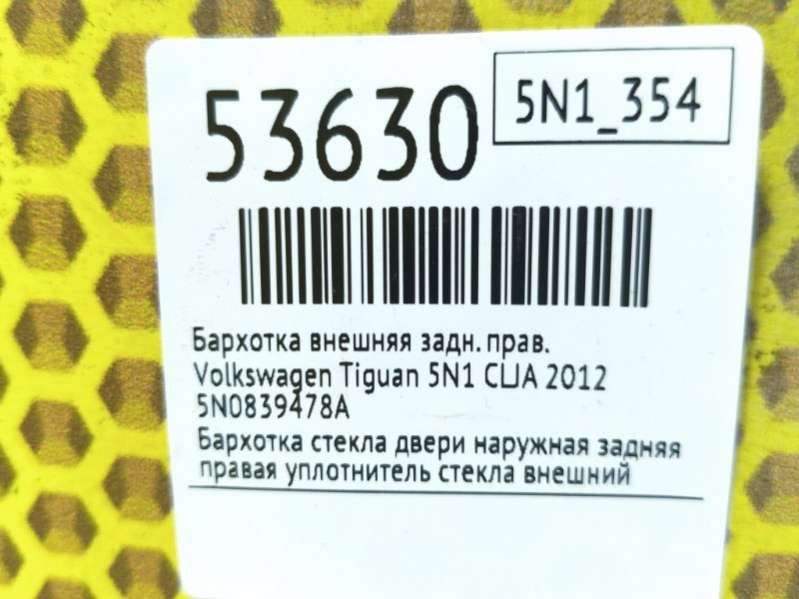 53630
5N1_354
Бархотка внешняя задн. прав.
Volkswagen Tiguan 5N1 CLJA 2012
5N0839478A
Бархотка стекла двери наружная задняя
правая уплотнитель стекла внешний